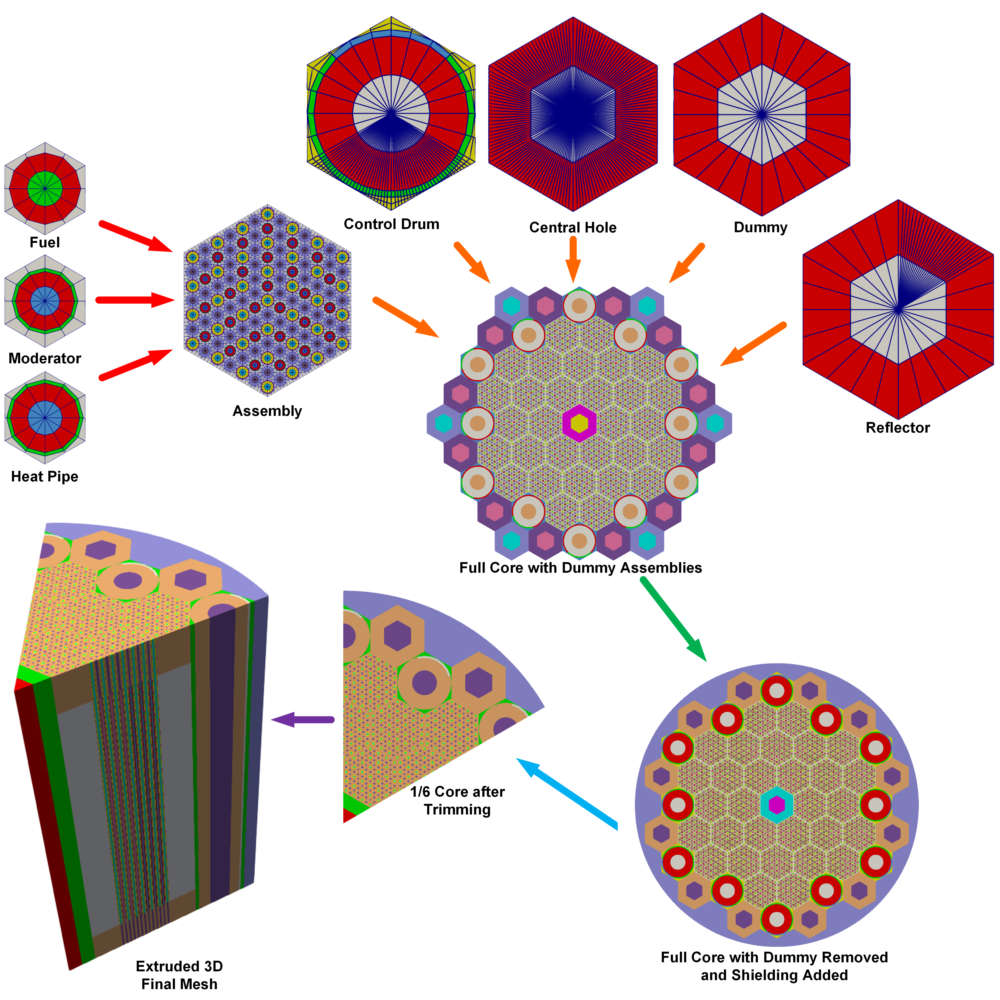 Control Drum
Central Hole
Dummy
Fuel
Moderator
Heat Pipe
Assembly
Reflector
Full Core with Dummy Assemblies
1/6 Core after
Trimming
Extruded 3D
Final Mesh
Full Core with Dummy Removed
and Shielding Added